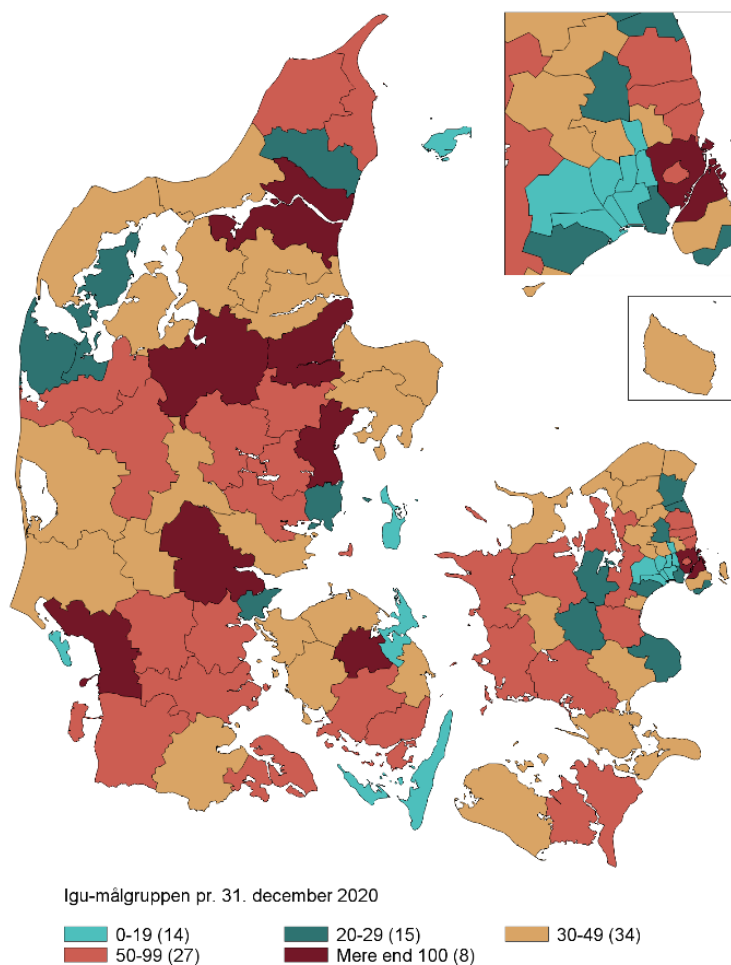 Igu-målgruppen pr. 31. december 2020
0-19 (14) 20-29 (15) 30-49 (34)
50-99 (27) Mere end 100 (8)